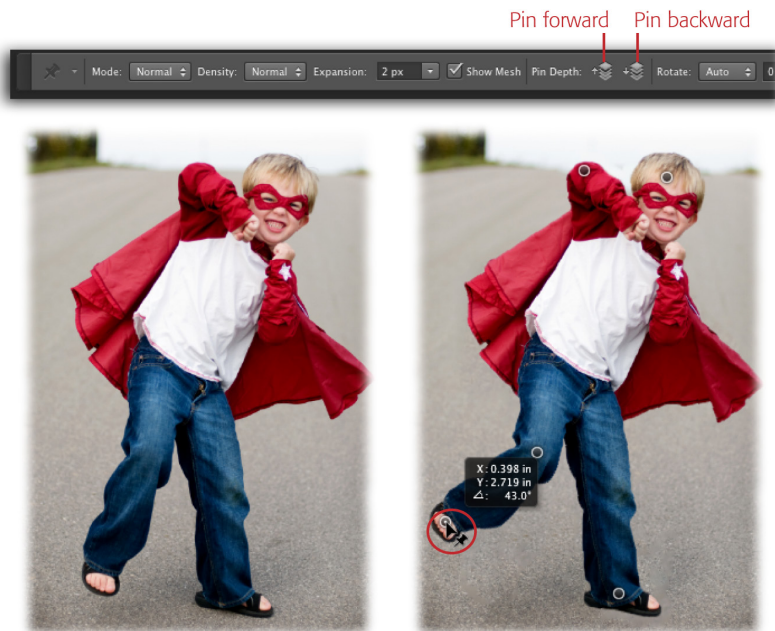 Pin forward Pin backward
Mode: Normal Density: Normal Expansion: 2 px Show Mesh Pin Depth: Rotate: Auto 0
X: 0.398 in
Y: 2.719 in
⊿: 43.0°